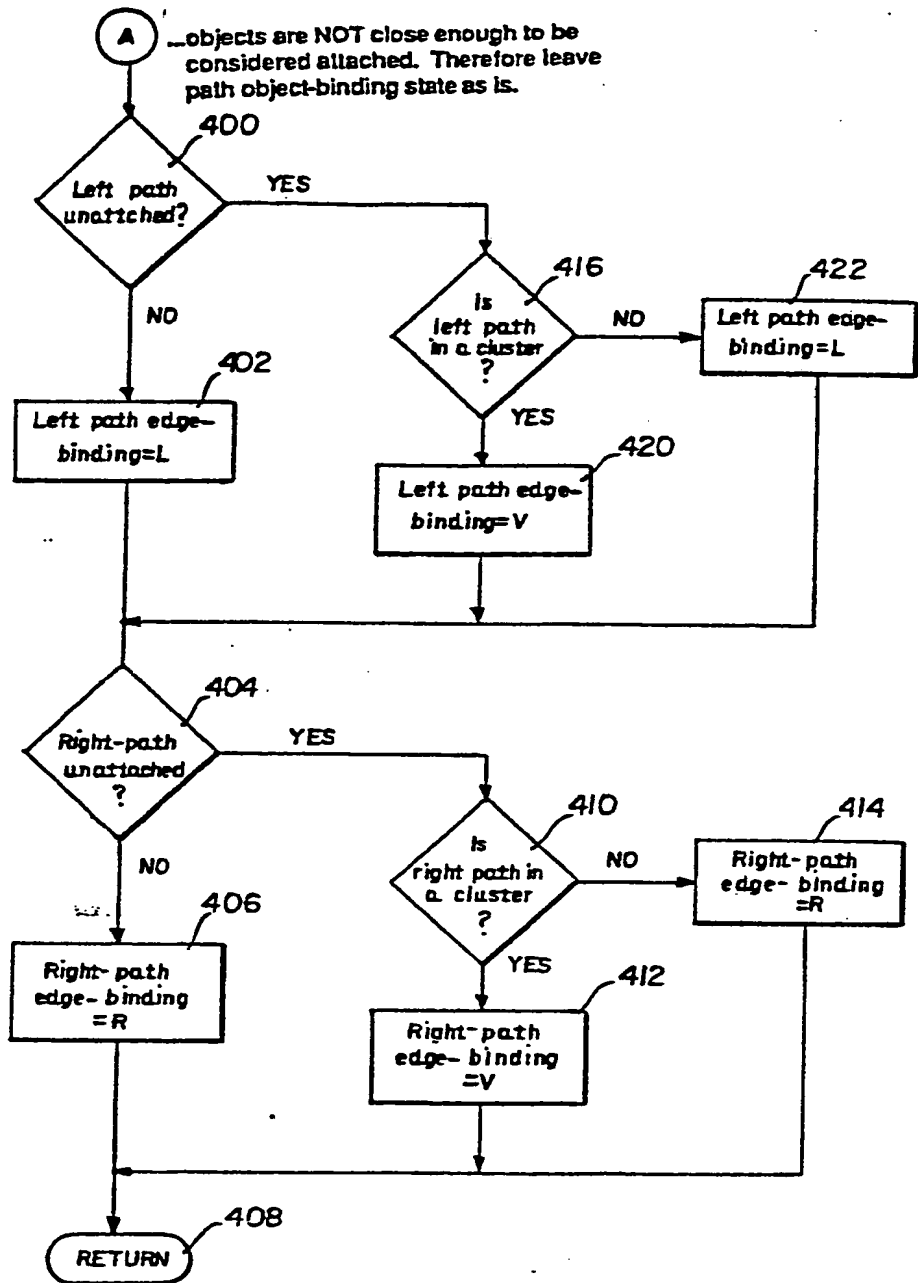 A
...objects are NOT close enough to be
considered attached. Therefore leave
path object-binding state as is.
400
Left path
unattched?
YES
NO
416
Is
left path
in a cluster
?
NO
YES
422
Left path edge-
binding=L
402
Left path edge-
binding=L
420
Left path edge-
binding=V
404
Right-path
unattached
?
YES
NO
410
Is
right path in
a cluster
?
NO
YES
414
Right-path
edge-binding
=R
406
Right-path
edge-binding
=R
412
Right-path
edge-binding
=V
408
RETURN